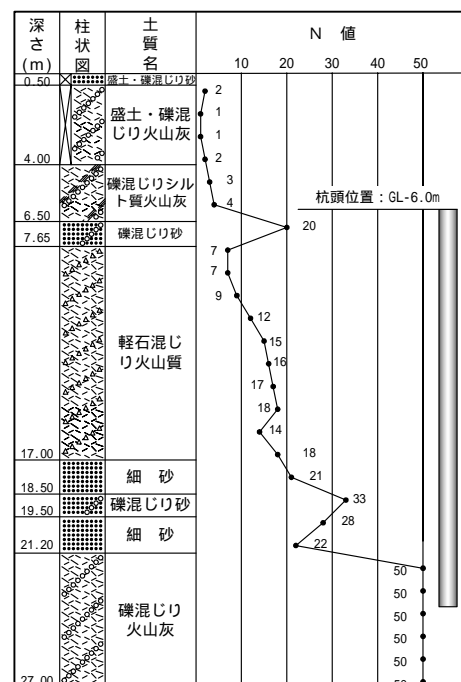 深さ(m)
柱状図
土質名
N 値
10 20 30 40 50
0.50
盛土・礫混じり砂
2
盛土・礫混
じり火山灰
1
1
2
4.00
礫混じりシル
ト質火山灰
3
4
杭頭位置：GL-6.0m
6.50
礫混じり砂
20
7.65
7
7
9
12
軽石混じ
り火山質
15
16
17
18
14
17.00
18
細 砂
21
18.50
礫混じり砂
33
19.50
細 砂
28
22
21.20
50
50
礫混じり
火山灰
50
50
50
27.00
50